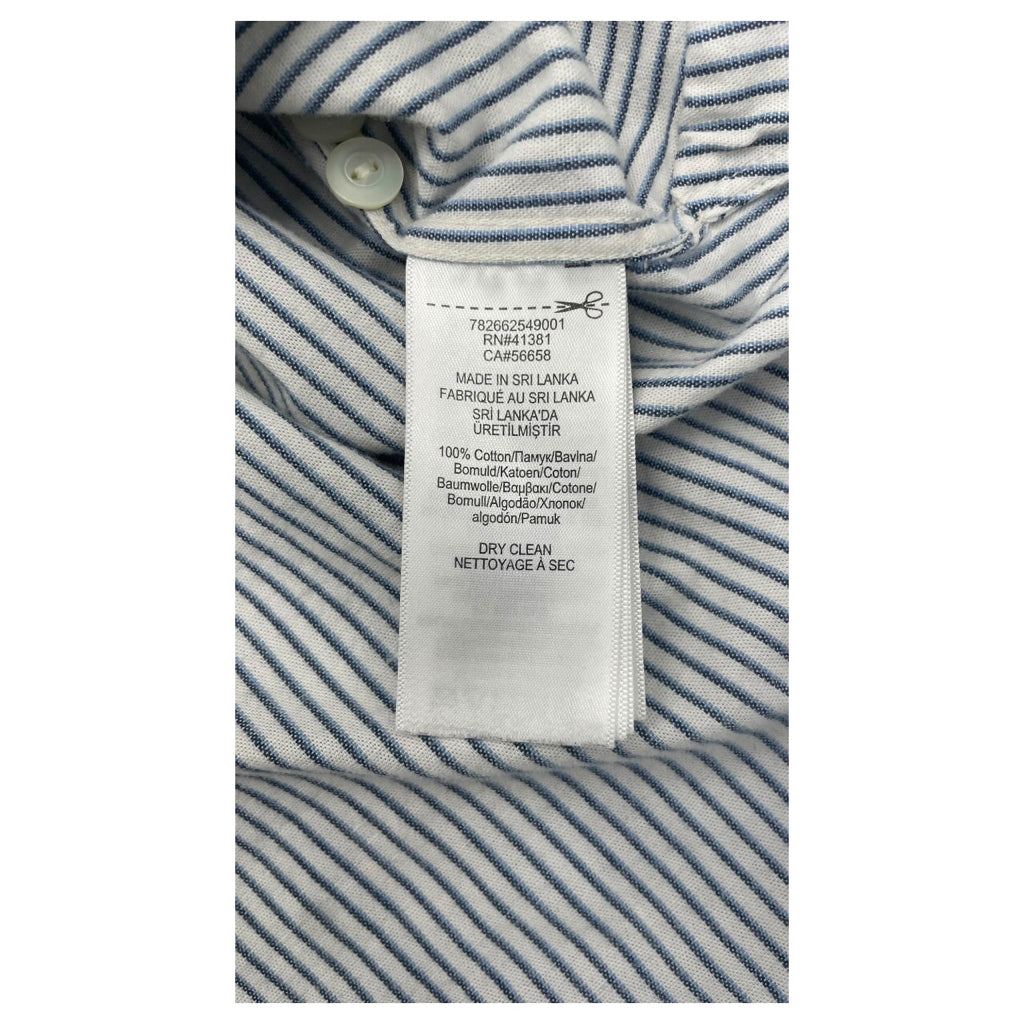 782662549001
RN#41381
CA#56658
MADE IN SRI LANKA
FABRIQUÉ AU SRI LANKA
SRİ LANKA'DA
ÜRETİLMİŞTİR
100% Cotton/Памук/Bavlna/
Bomuld/Katoen/Coton/
Baumwolle/Βαμβακι/Cotone/
Bomull/Algodão/Хлопок/
algodón/Pamuk
DRY CLEAN
NETTOYAGE À SEC